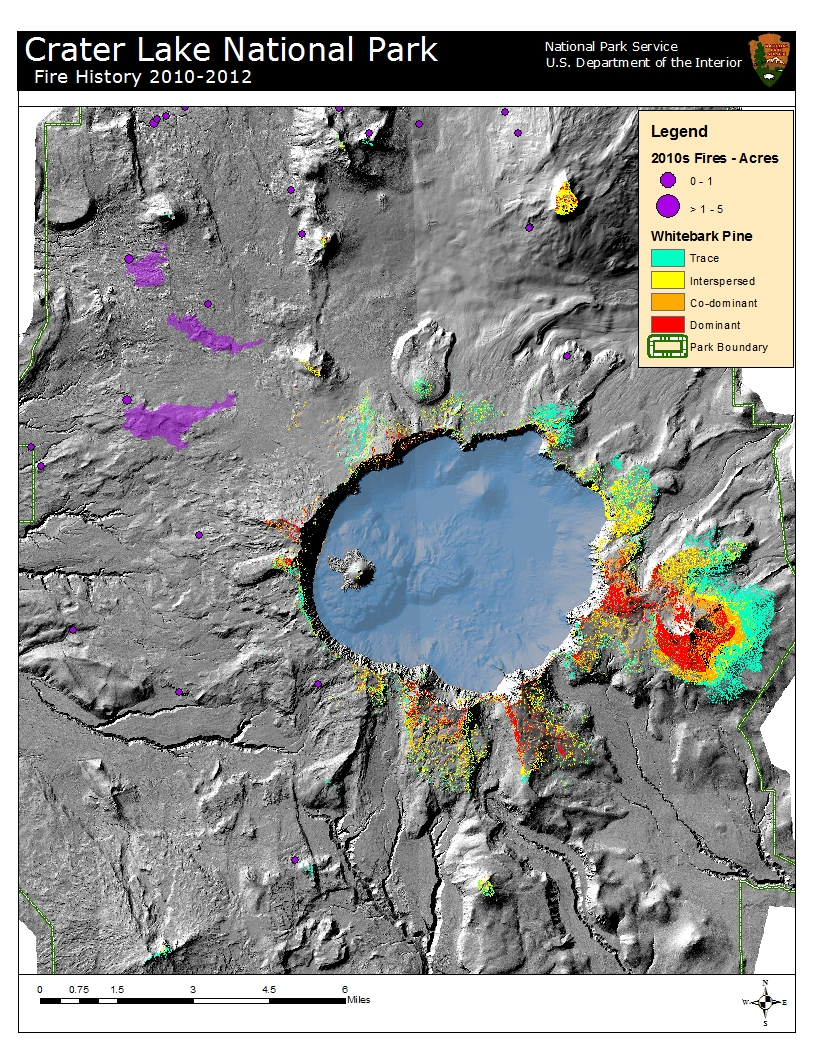 Crater Lake National Park
Fire History 2010-2012
National Park Service
U.S. Department of the Interior
Legend
2010s Fires - Acres
0 - 1
> 1 - 5
Whitebark Pine
Trace
Interspersed
Co-dominant
Dominant
Park Boundary
0 0.75 1.5 3 4.5 6
Miles
N
W E
S